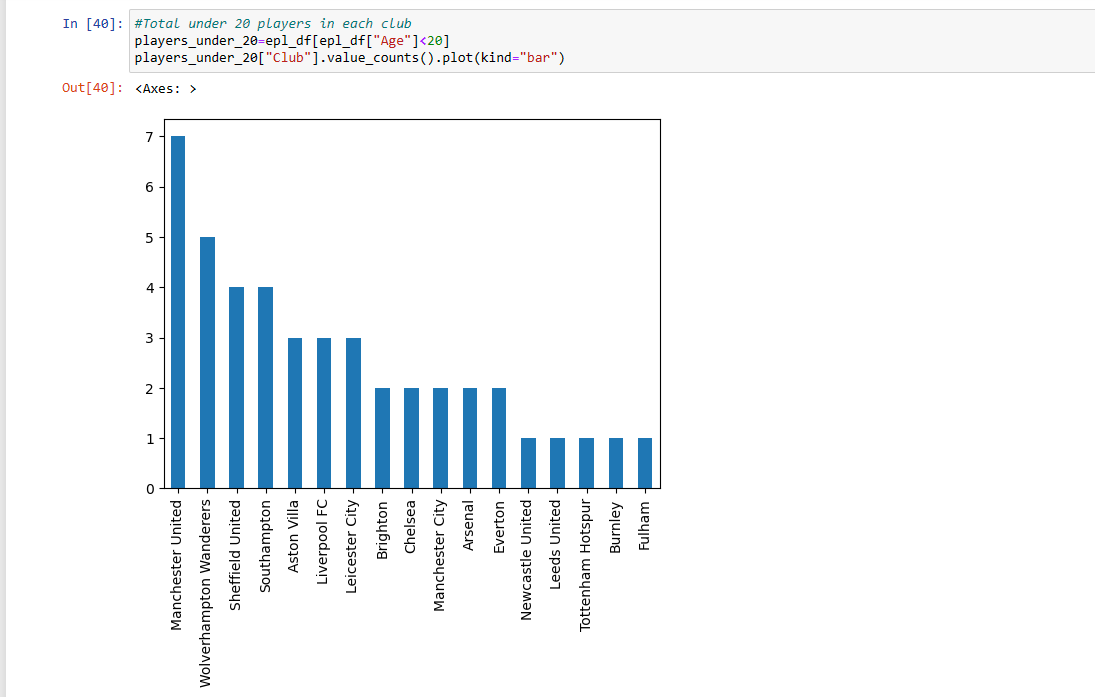 In [40]: #Total under 20 players in each club
players_under_20=epl_df[epl_df["Age"]<20]
players_under_20["Club"].value_counts().plot(kind="bar")
Out[40]: <Axes: >
7
6
5
4
3
2
1
0
Manchester United
Wolverhampton Wanderers
Sheffield United
Southampton
Aston Villa
Liverpool FC
Leicester City
Brighton
Chelsea
Manchester City
Arsenal
Everton
Newcastle United
Leeds United
Tottenham Hotspur
Burnley
Fulham